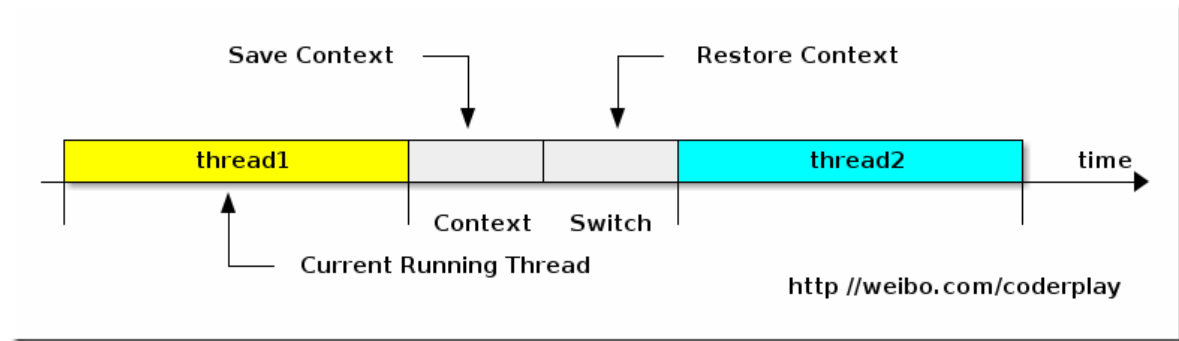 Save Context
Restore Context
thread1
thread2
time
Context
Switch
Current Running Thread
http //weibo.com/coderplay